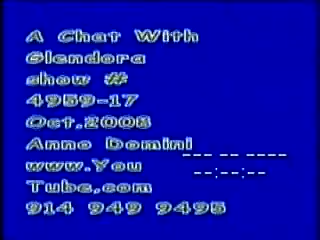 A Chat With
Glendora
show #
4959-17
Oct.2008
Anno Domini
--- -- ----
www.You
--:--:--
Tube,com
914 949 9495